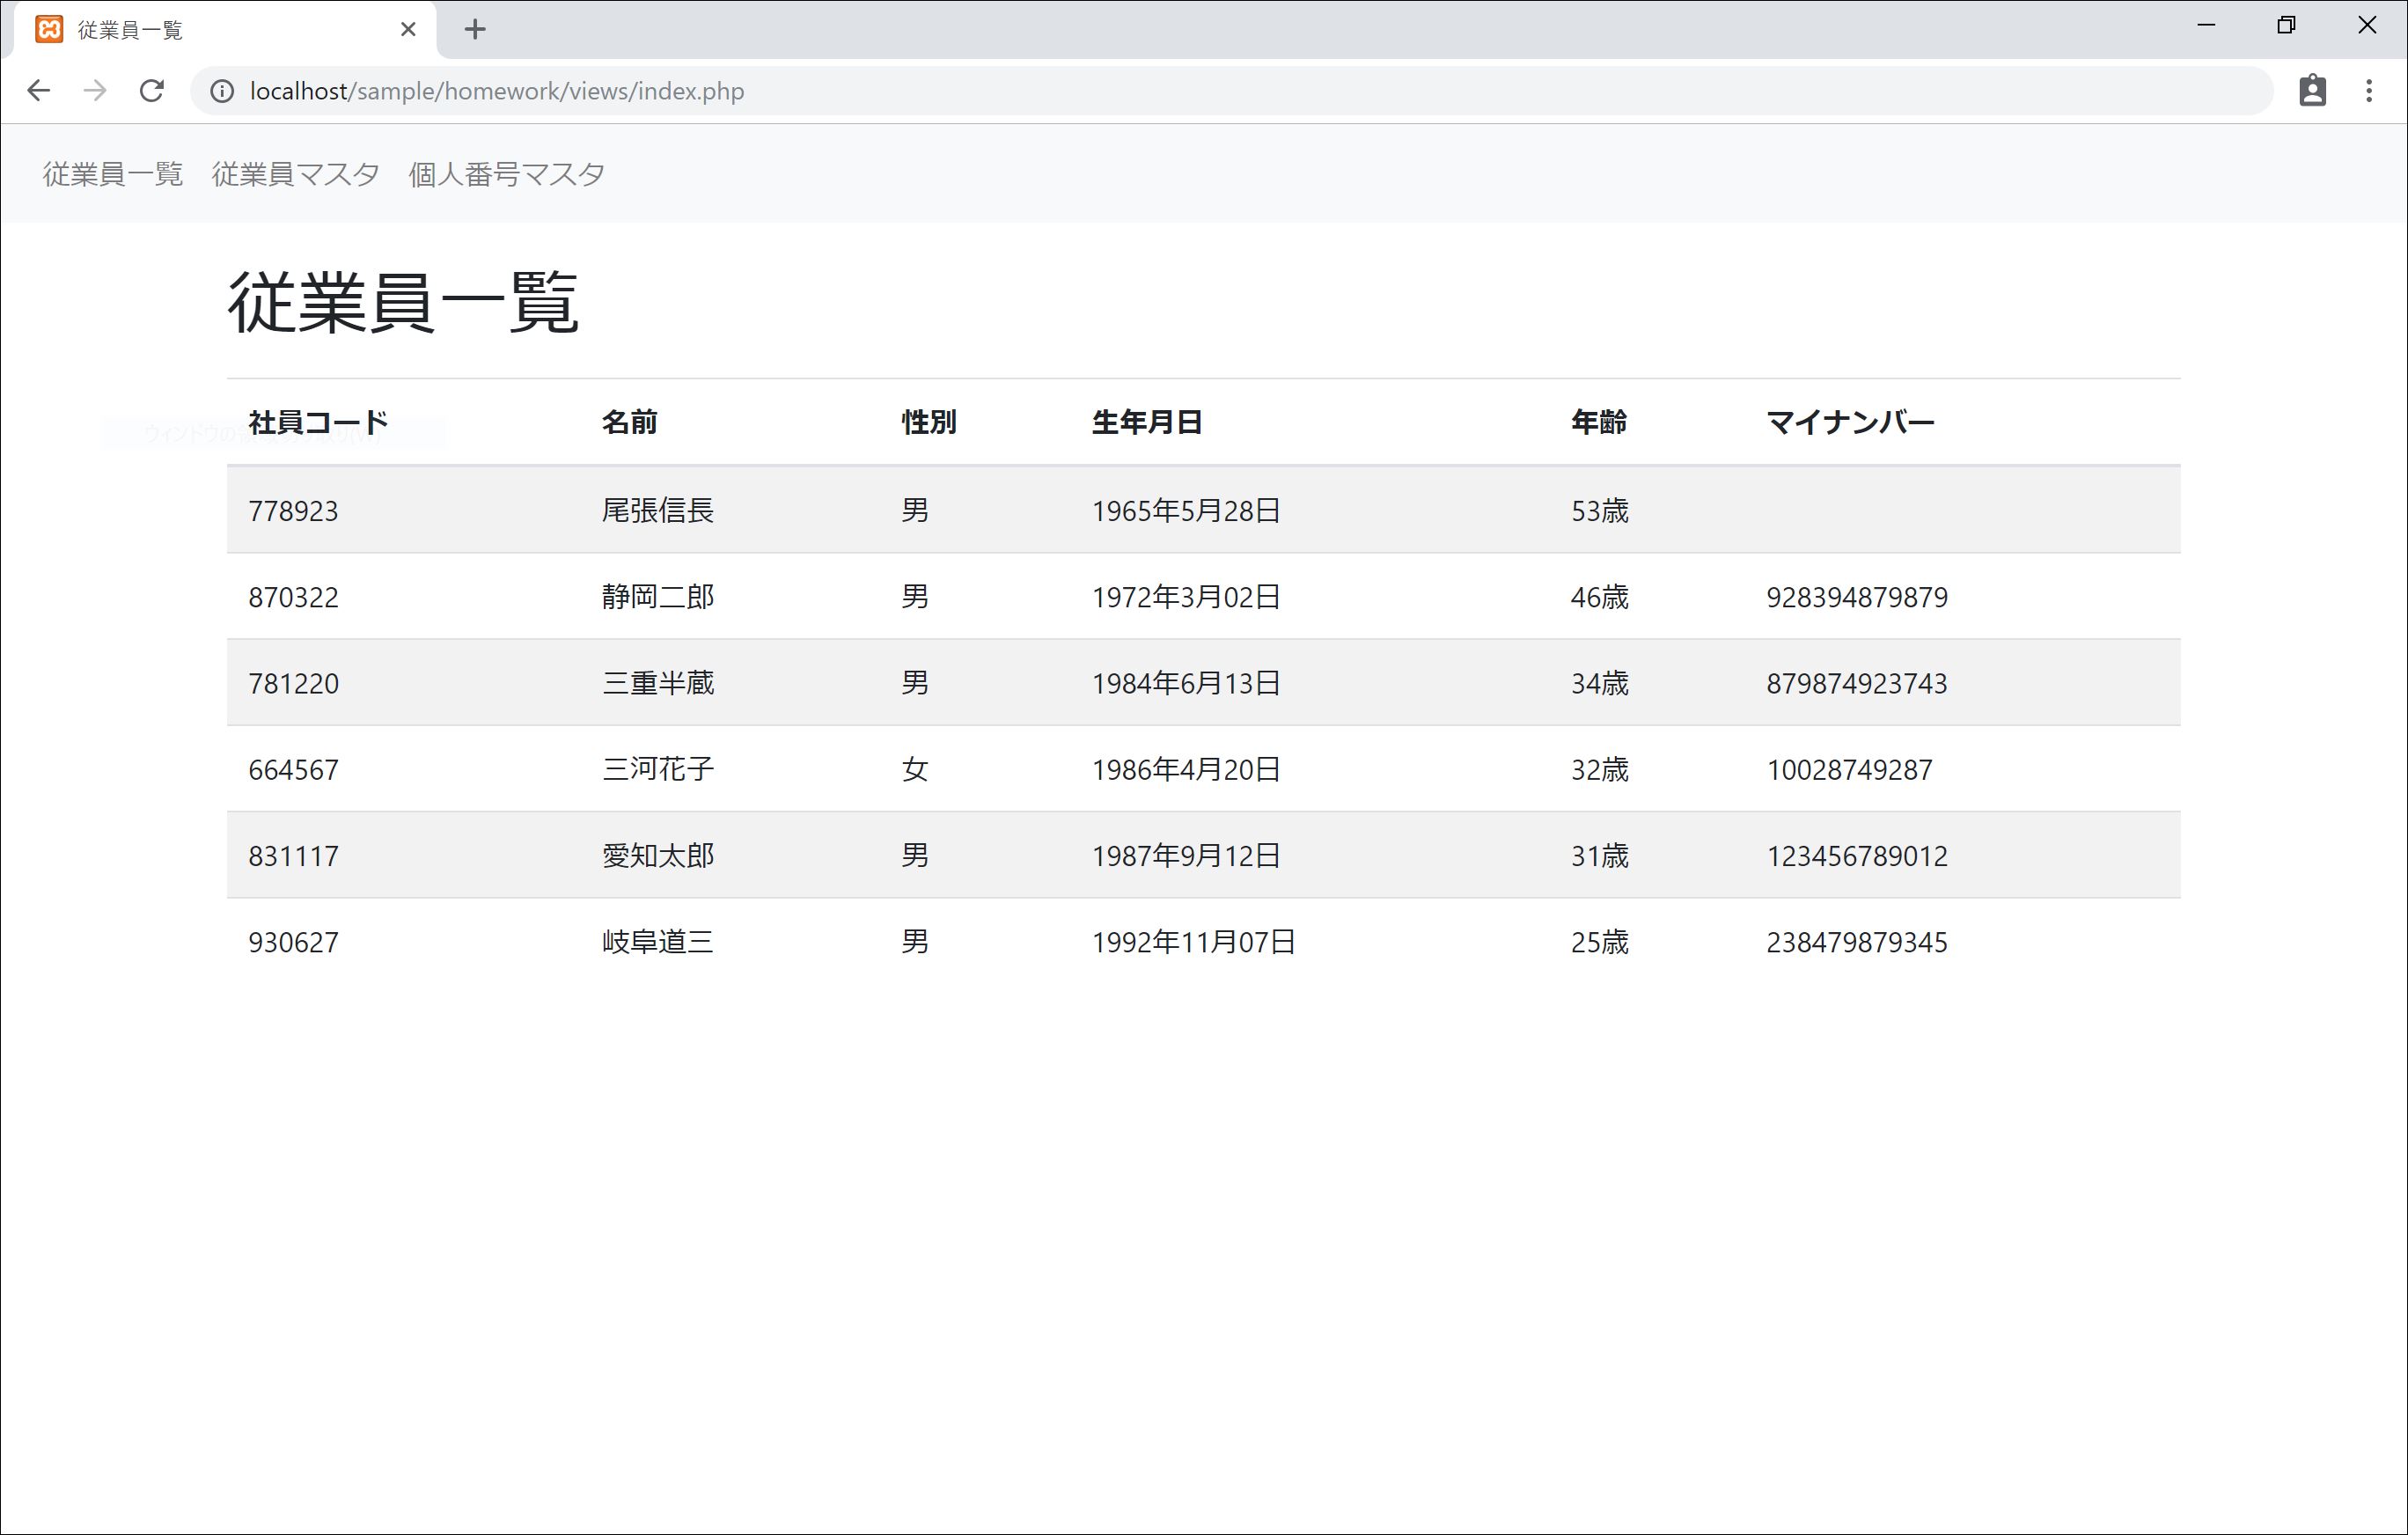 従業員一覧
localhost/sample/homework/views/index.php
従業員一覧 従業員マスタ 個人番号マスタ
従業員一覧
社員コード 名前 性別 生年月日 年齢 マイナンバー
778923 尾張信長 男 1965年5月28日 53歳
870322 静岡二郎 男 1972年3月02日 46歳 928394879879
781220 三重半蔵 男 1984年6月13日 34歳 879874923743
664567 三河花子 女 1986年4月20日 32歳 10028749287
831117 愛知太郎 男 1987年9月12日 31歳 123456789012
930627 岐阜道三 男 1992年11月07日 25歳 238479879345